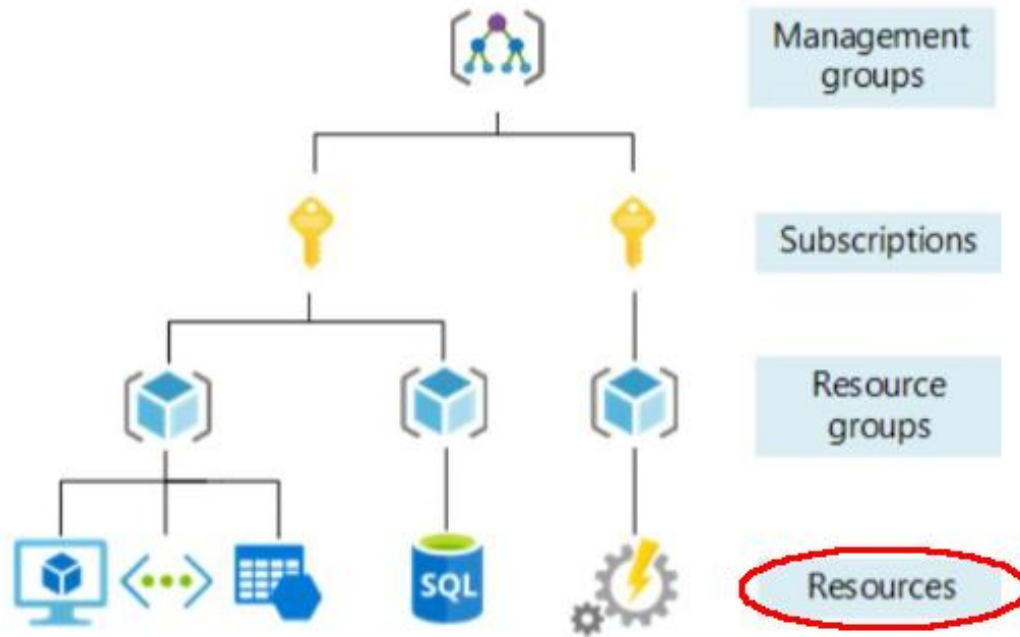 Management
groups
Subscriptions
Resource
groups
SQL
Resources